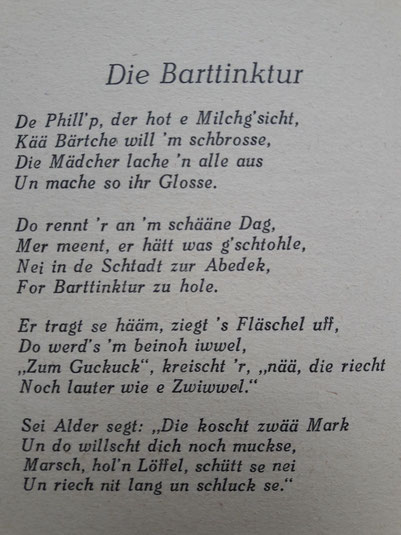 Die Barttinktur
De Phill'p, der hot e Milchg'sicht,
Kää Bärtche will 'm schbrosse,
Die Mädcher lache 'n alle aus
Un mache so ihr Glosse.
Do rennt 'r an 'm schääne Dag,
Mer meent, er hätt was g'schtohle,
Nei in de Schtadt zur Abedek,
For Barttinktur zu hole.
Er tragt se hääm, ziegt 's Fläschel uff,
Do werd's 'm beinoh iwwel,
„Zum Guckuck“, kreischt 'r, „nää, die riecht
Noch lauter wie e Zwiwwel.“
Sei Alder segt: „Die koscht zwää Mark
Un do willscht dich noch muckse,
Marsch, hol'n Löffel, schütt se nei
Un riech nit lang un schluck se.“